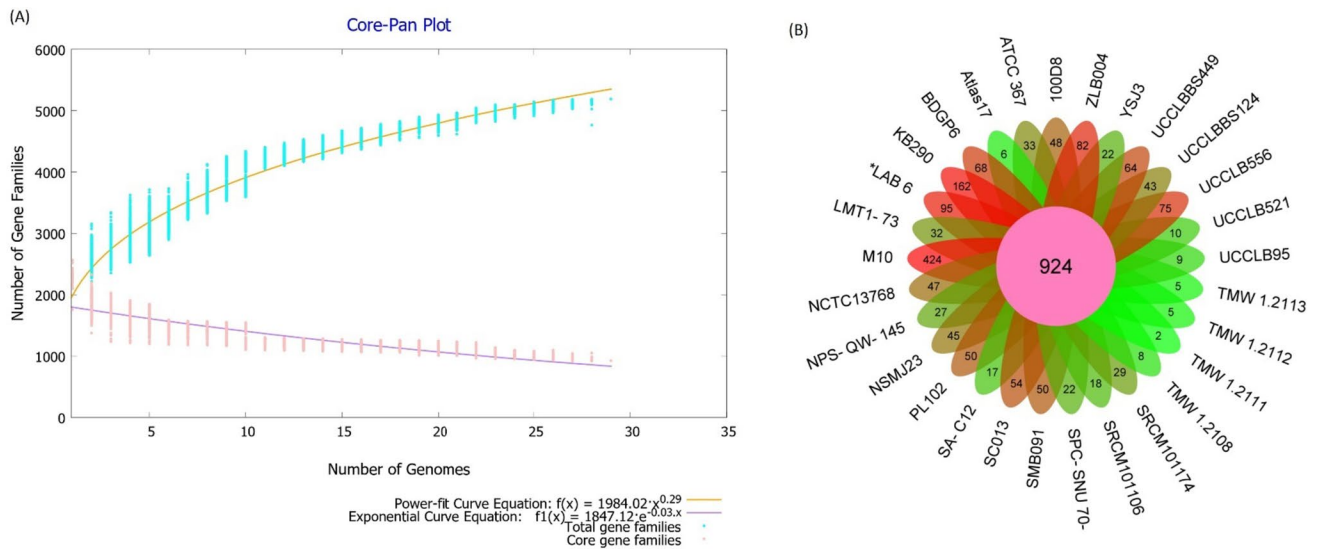 (A)
Core-Pan Plot
Number of Gene Families
6000
5000
4000
3000
2000
1000
0
5
10
15
20
25
30
35
Number of Genomes
Power-fit Curve Equation: f(x) = 1984.02·x^0.29
Exponential Curve Equation: f1(x) = 1847.12·e^-0.03.x
Total gene families
Core gene families
(B)
924
100D8
48
ZLB004
82
YSJ3
22
UCCLBBS449
64
UCCLBBS124
43
UCCLB556
75
UCCLB521
10
UCCLB95
9
TMW 1.2113
5
TMW 1.2112
5
TMW 1.2111
2
TMW 1.2108
8
SRCM101174
29
SRCM101106
18
SPC- SNU 70-
22
SMB091
50
SC013
54
SA- C12
17
PL102
50
NSMJ23
45
NPS- QW- 145
27
NCTC13768
47
M10
424
LMT1- 73
32
*LAB 6
95
KB290
162
BDGP6
68
Atlas17
6
ATCC 367
33